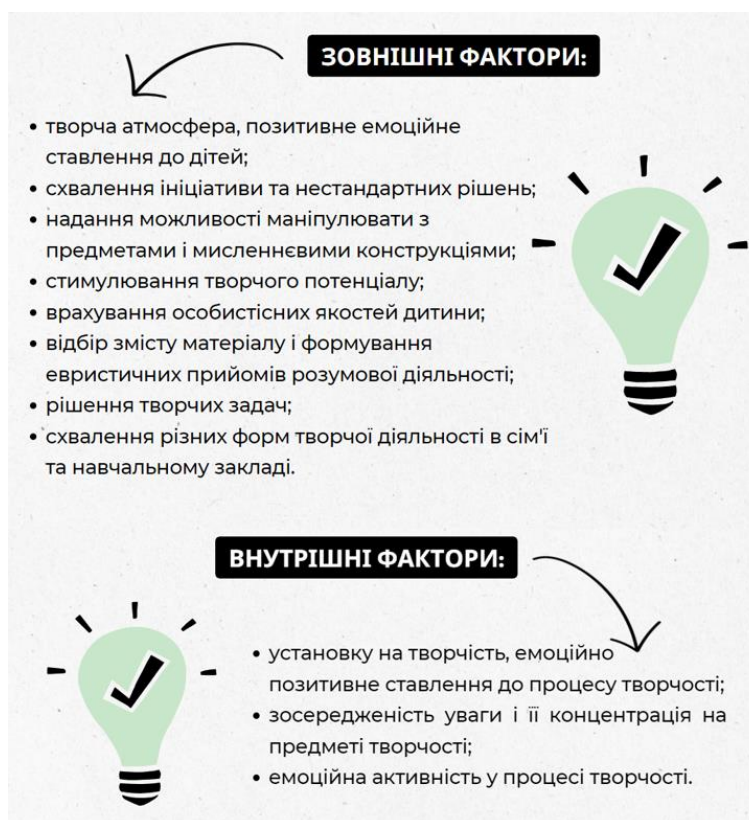 ЗОВНІШНІ ФАКТОРИ:
• творча атмосфера, позитивне емоційне
ставлення до дітей;
• схвалення ініціативи та нестандартних рішень;
• надання можливості маніпулювати з
предметами і мисленнєвими конструкціями;
• стимулювання творчого потенціалу;
• врахування особистісних якостей дитини;
• відбір змісту матеріалу і формування
евристичних прийомів розумової діяльності;
• рішення творчих задач;
• схвалення різних форм творчої діяльності в сім'ї
та навчальному закладі.
ВНУТРІШНІ ФАКТОРИ:
• установку на творчість, емоційно
позитивне ставлення до процесу творчості;
• зосередженість уваги і її концентрація на
предметі творчості;
• емоційна активність у процесі творчості.